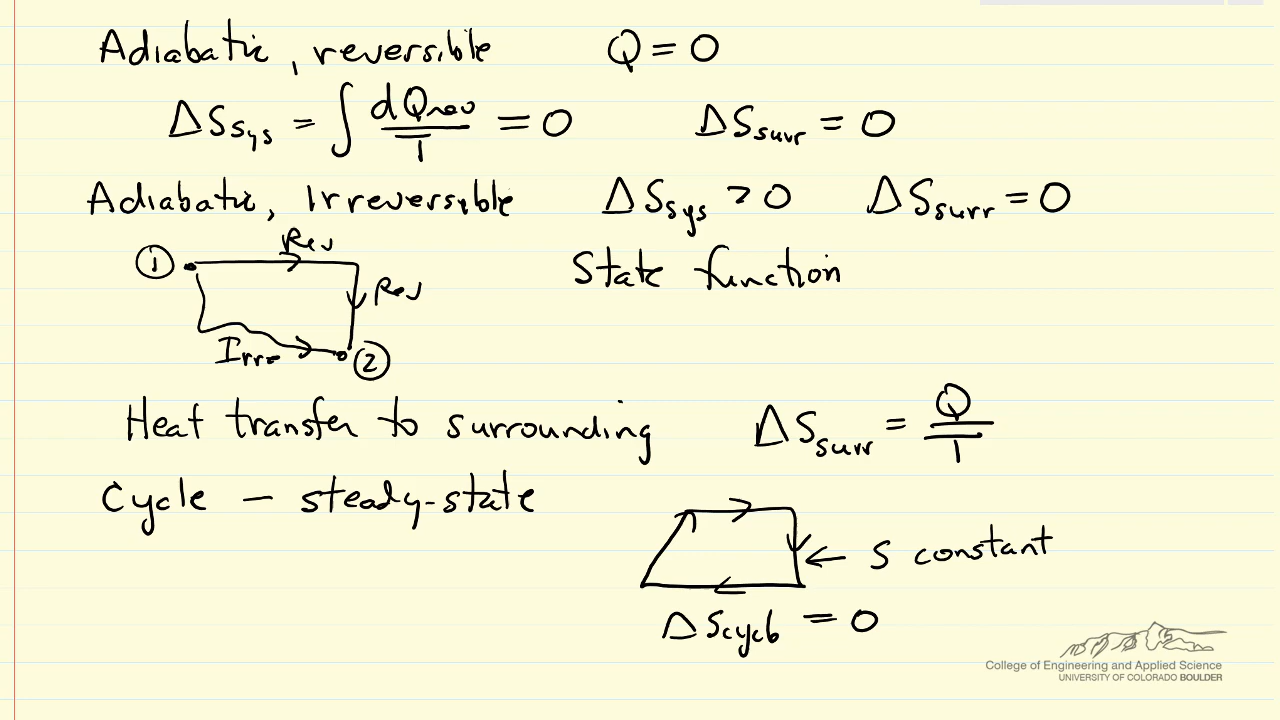 Adiabatic, reversible Q = 0
ΔSsys = ∫ dQrev/T = 0 ΔSsurr = 0
Adiabatic, Irreversible ΔSsys > 0 ΔSsurr = 0
① Rev
Rev State function
Irre ②
Heat transfer to surrounding ΔSsurr = Q/T
Cycle – steady-state
← S constant
ΔScycle = 0
College of Engineering and Applied Science
UNIVERSITY OF COLORADO BOULDER